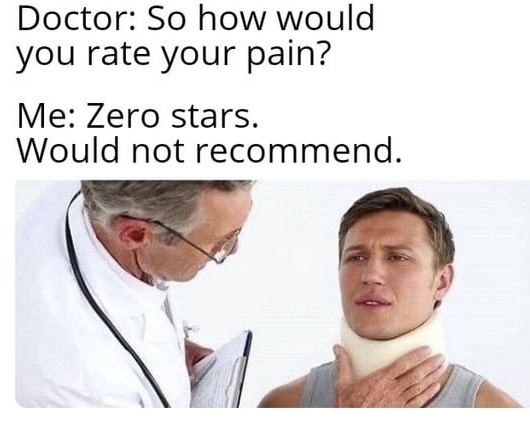 Doctor: So how would
you rate your pain?
Me: Zero stars.
Would not recommend.